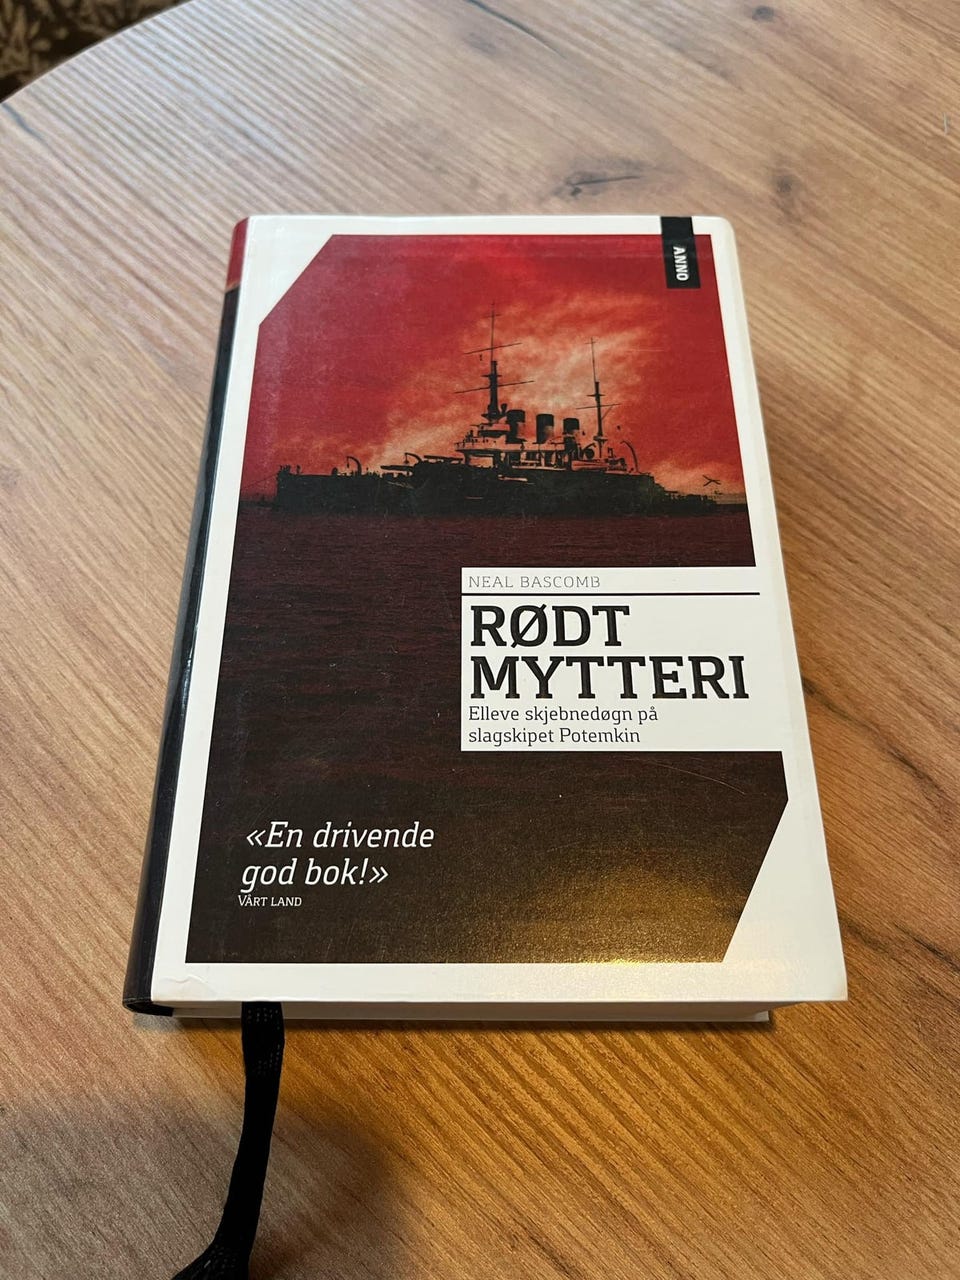 ANNO
NEAL BASCOMB
RØDT
MYTTERI
Elleve skjebnedøgn på
slagskipet Potemkin
«En drivende
god bok!»
VÅRT LAND